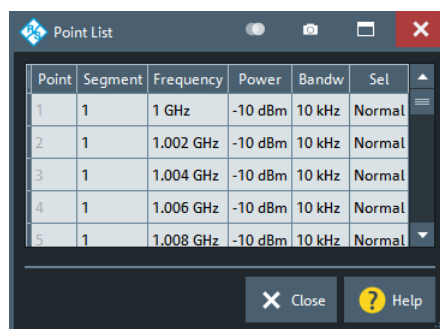 Point List
Point Segment Frequency Power Bandw Sel
1 1 1 GHz -10 dBm 10 kHz Normal
2 1 1.002 GHz -10 dBm 10 kHz Normal
3 1 1.004 GHz -10 dBm 10 kHz Normal
4 1 1.006 GHz -10 dBm 10 kHz Normal
5 1 1.008 GHz -10 dBm 10 kHz Normal
Close ? Help